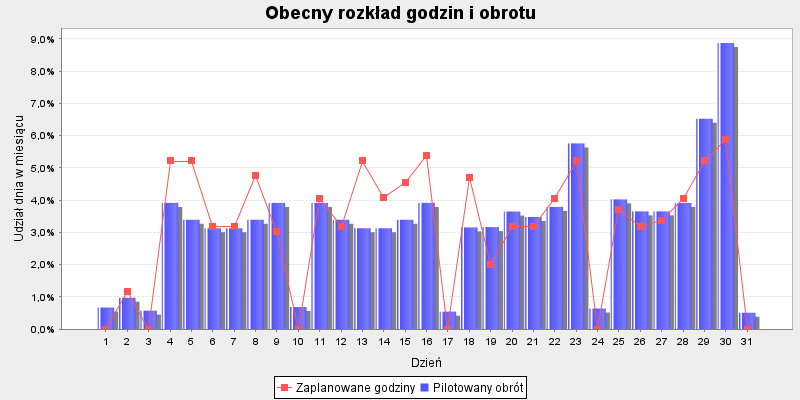 Obecny rozkład godzin i obrotu
Udział dnia w miesiącu
9,0%
8,0%
7,0%
6,0%
5,0%
4,0%
3,0%
2,0%
1,0%
0,0%
1 2 3 4 5 6 7 8 9 10 11 12 13 14 15 16 17 18 19 20 21 22 23 24 25 26 27 28 29 30 31
Dzień
Zaplanowane godziny Pilotowany obrót